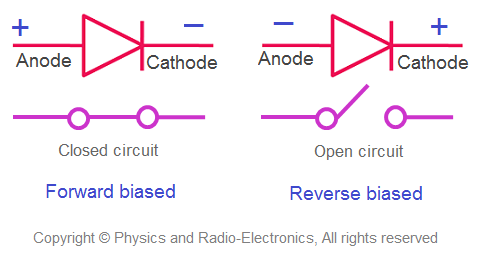 + − − +
Anode Cathode Anode Cathode
Closed circuit Open circuit
Forward biased Reverse biased
Copyright © Physics and Radio-Electronics, All rights reserved